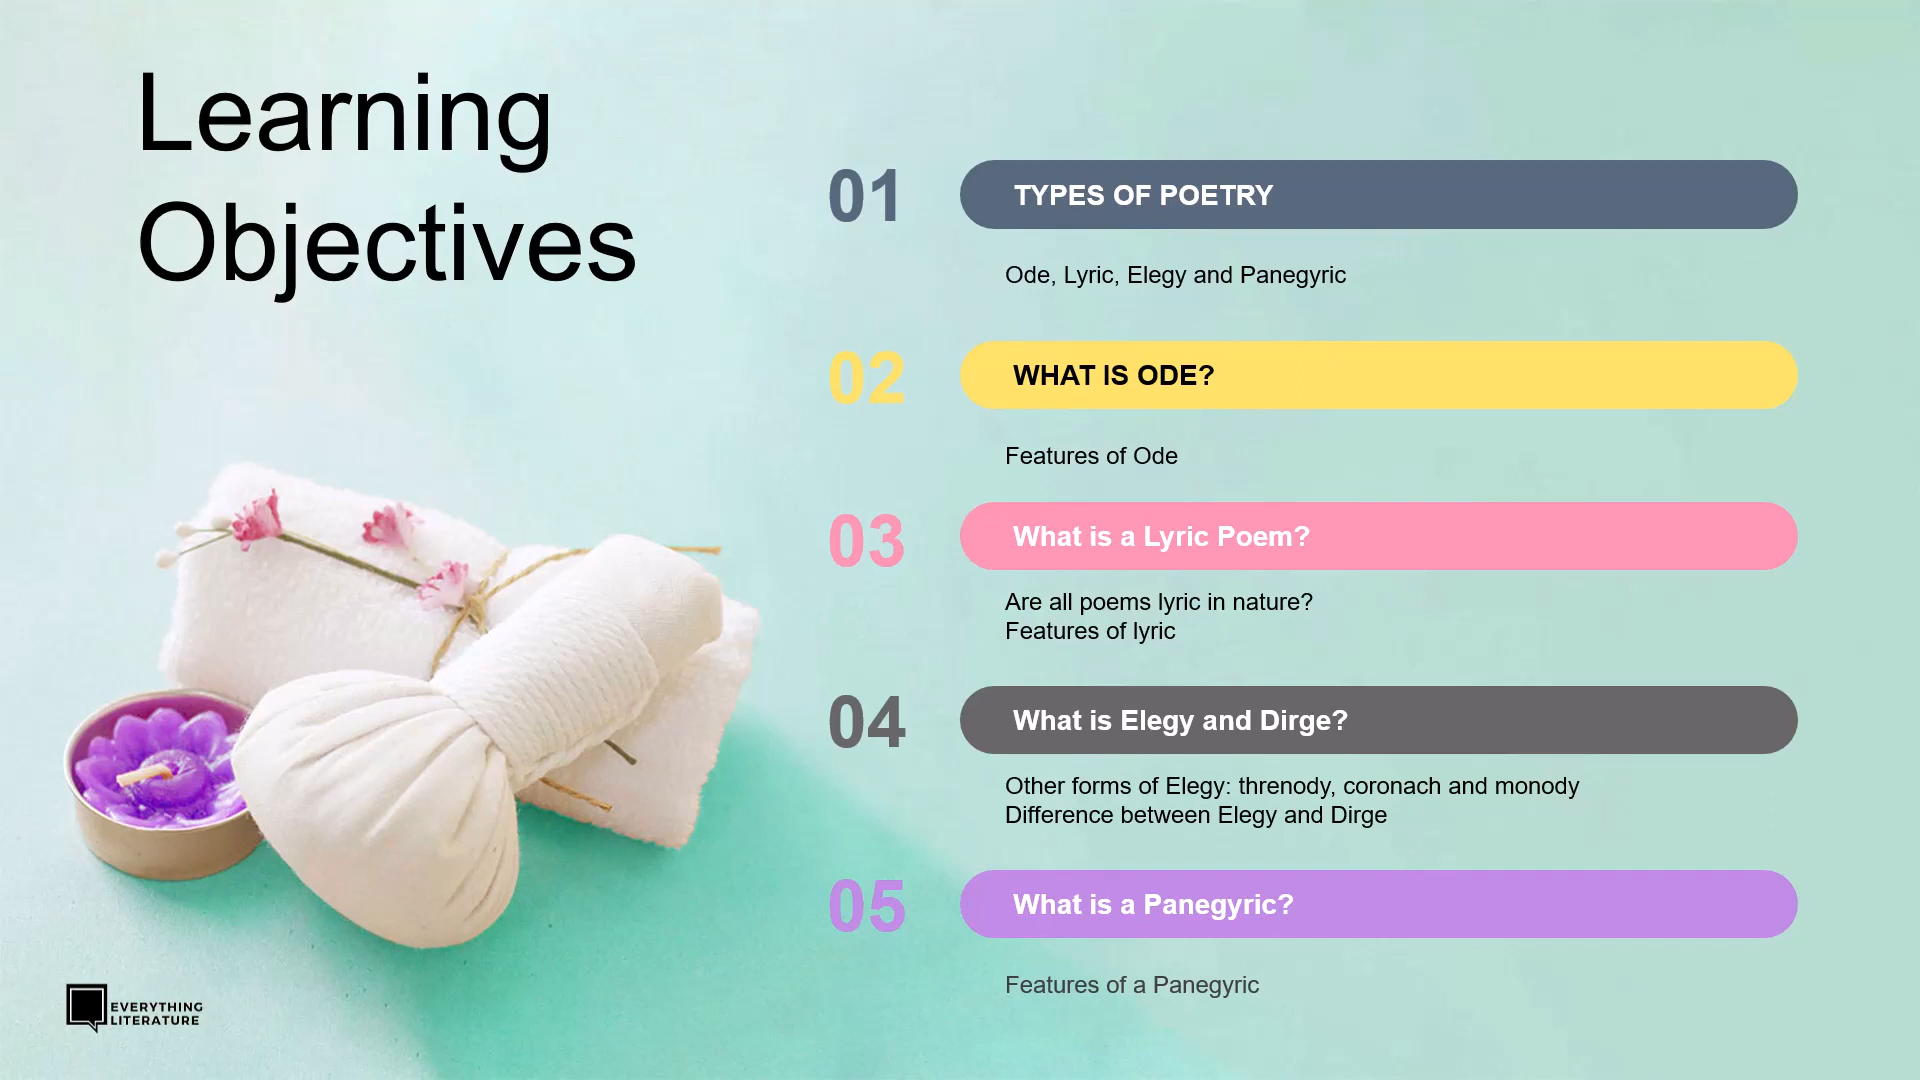 Learning
Objectives
01
TYPES OF POETRY
Ode, Lyric, Elegy and Panegyric
02
WHAT IS ODE?
Features of Ode
03
What is a Lyric Poem?
Are all poems lyric in nature?
Features of lyric
04
What is Elegy and Dirge?
Other forms of Elegy: threnody, coronach and monody
Difference between Elegy and Dirge
05
What is a Panegyric?
Features of a Panegyric
EVERYTHING
LITERATURE